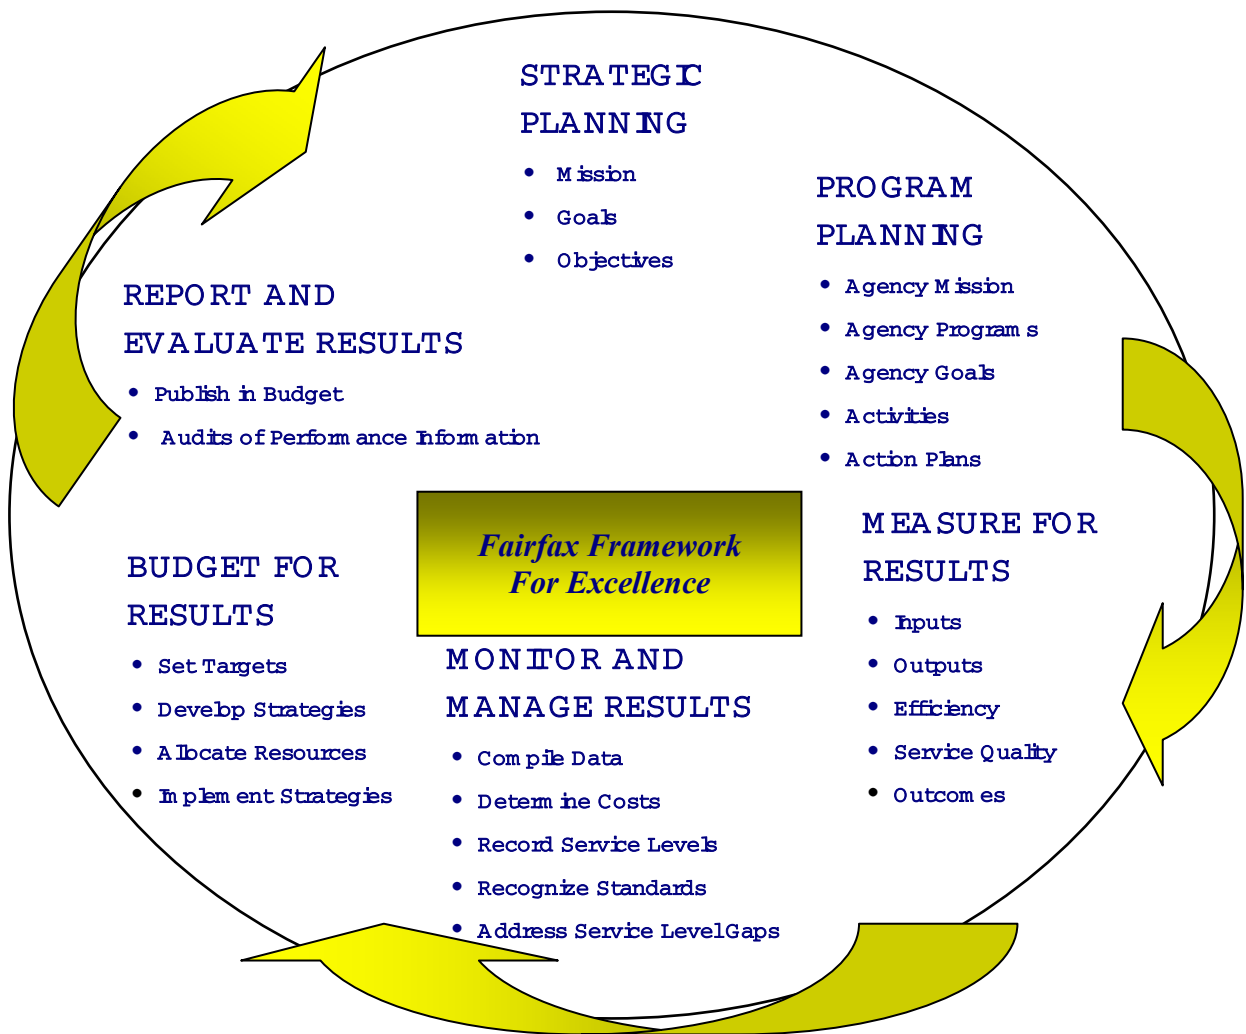 STRATEGIC
PLANNING
• Mission
• Goals
• Objectives
PROGRAM
PLANNING
• Agency Mission
• Agency Programs
• Agency Goals
• Activities
• Action Plans
REPORT AND
EVALUATE RESULTS
• Publish in Budget
• Audits of Performance Information
Fairfax Framework
For Excellence
MEASURE FOR
RESULTS
• Inputs
• Outputs
• Efficiency
• Service Quality
• Outcomes
BUDGET FOR
RESULTS
• Set Targets
• Develop Strategies
• Allocate Resources
• Implement Strategies
MONITOR AND
MANAGE RESULTS
• Compile Data
• Determine Costs
• Record Service Levels
• Recognize Standards
• Address Service Level Gaps